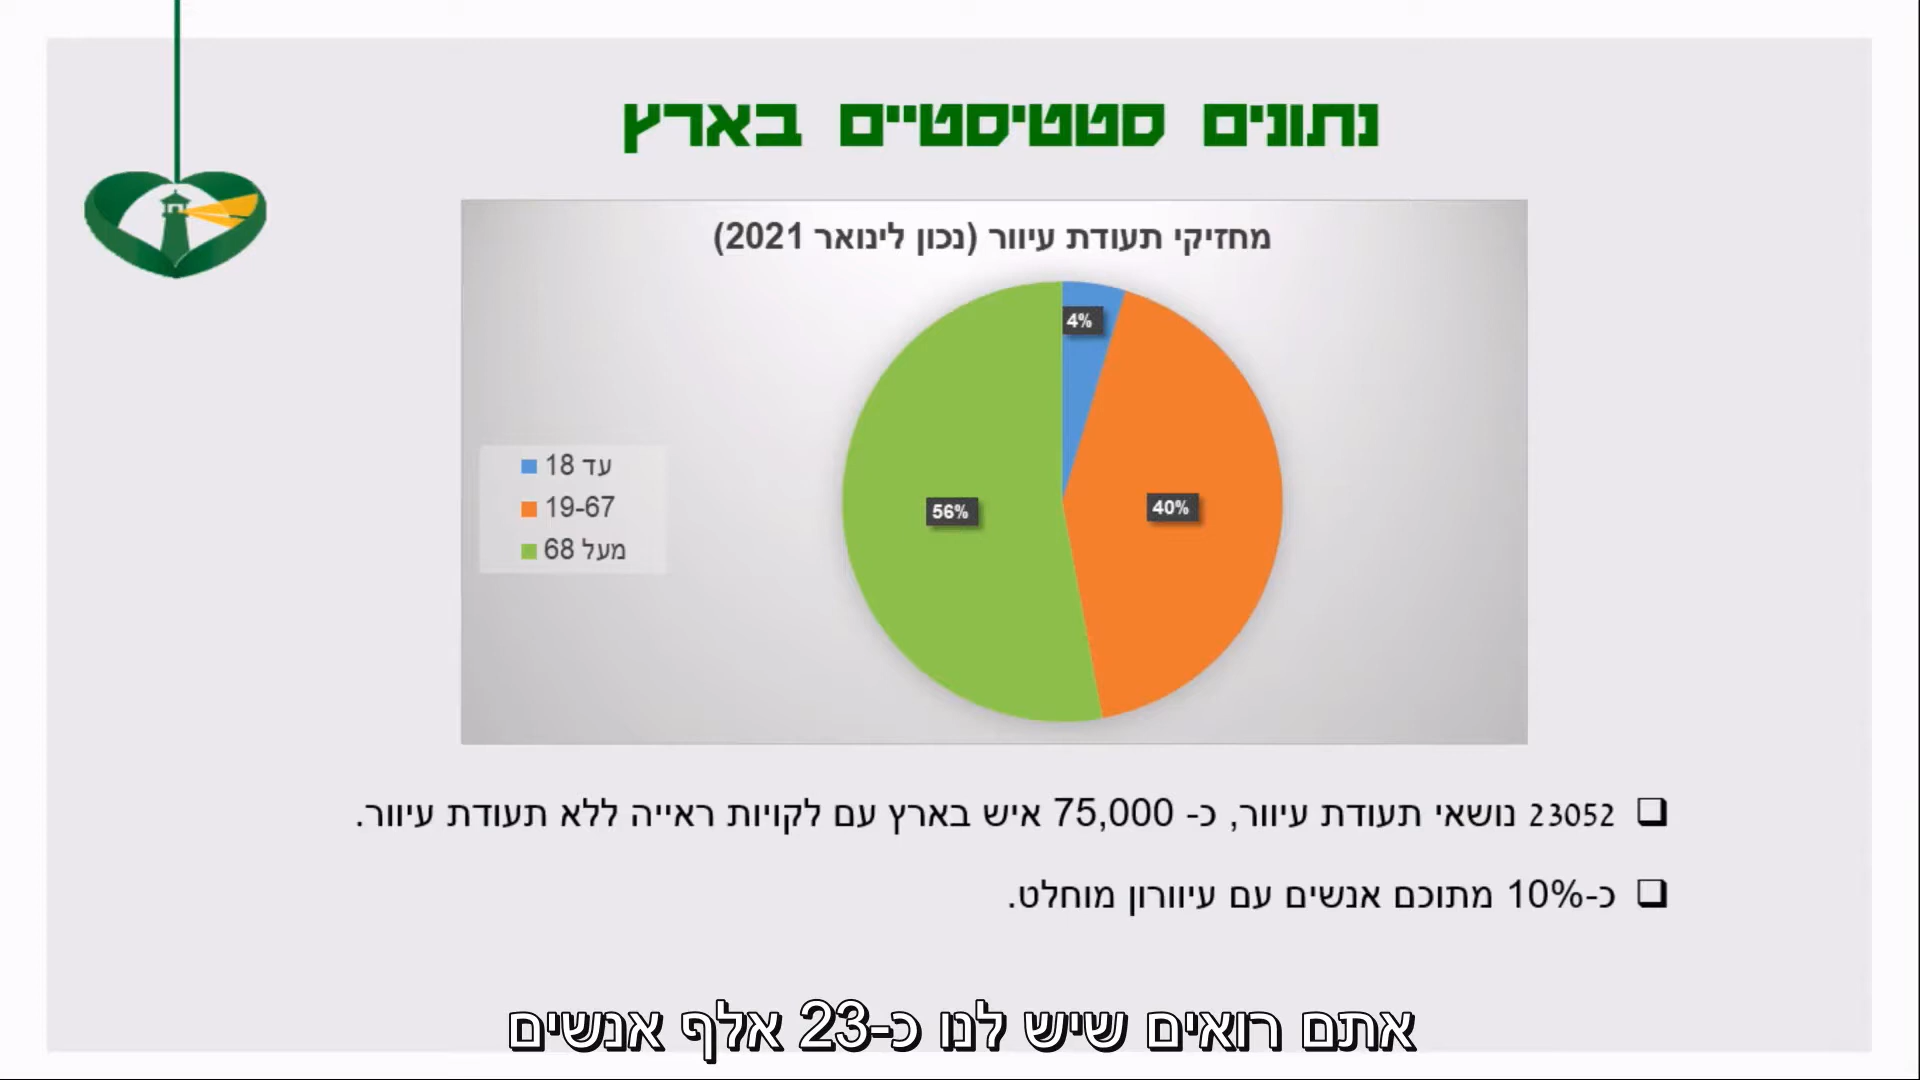 נתונים סטטיסטיים בארץ
מחזיקי תעודת עיוור (נכון לינואר 2021)
4%
40%
56%
עד 18
19-67
מעל 68
23052 נושאי תעודת עיוור, כ- 75,000 איש בארץ עם לקויות ראייה ללא תעודת עיוור.
כ-10% מתוכם אנשים עם עיוורון מוחלט.
אתם רואים שיש לנו כ-23 אלף אנשים